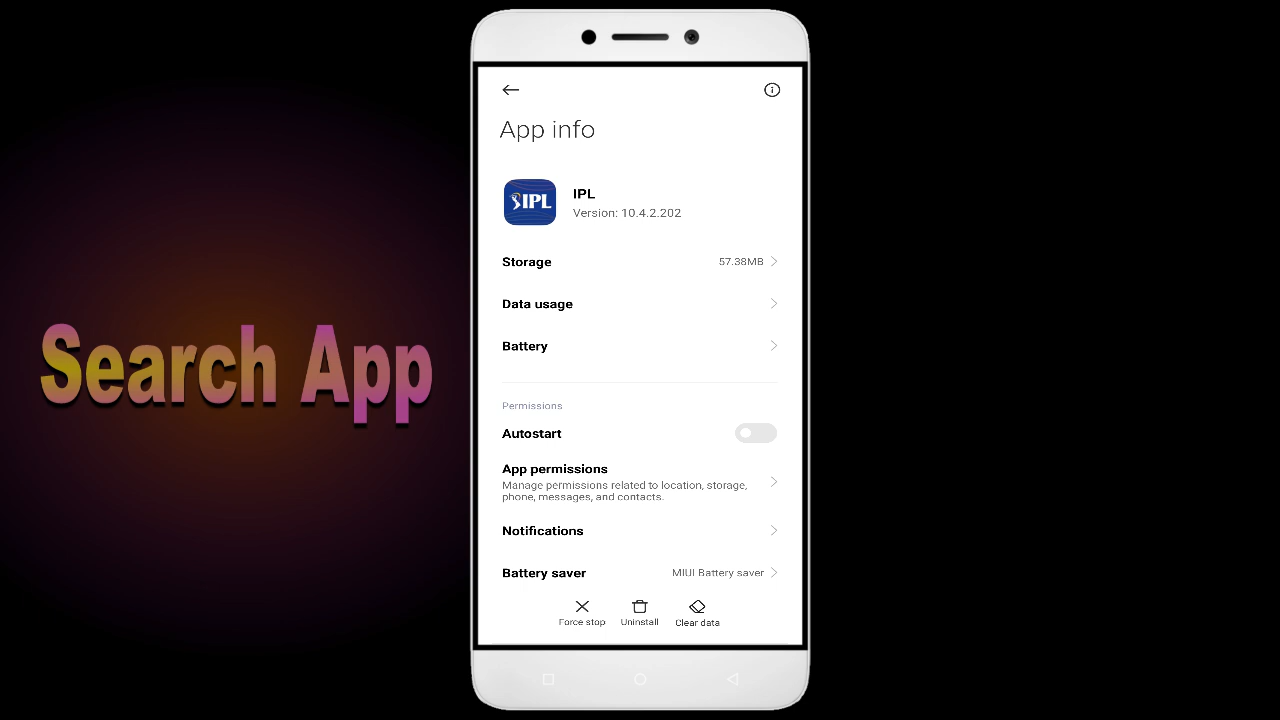 Search App
App info
IPL
IPL
Version: 10.4.2.202
Storage 57.38MB
Data usage
Battery
Permissions
Autostart
App permissions
Manage permissions related to location, storage,
phone, messages, and contacts.
Notifications
Battery saver MIUI Battery saver
Force stop Uninstall Clear data